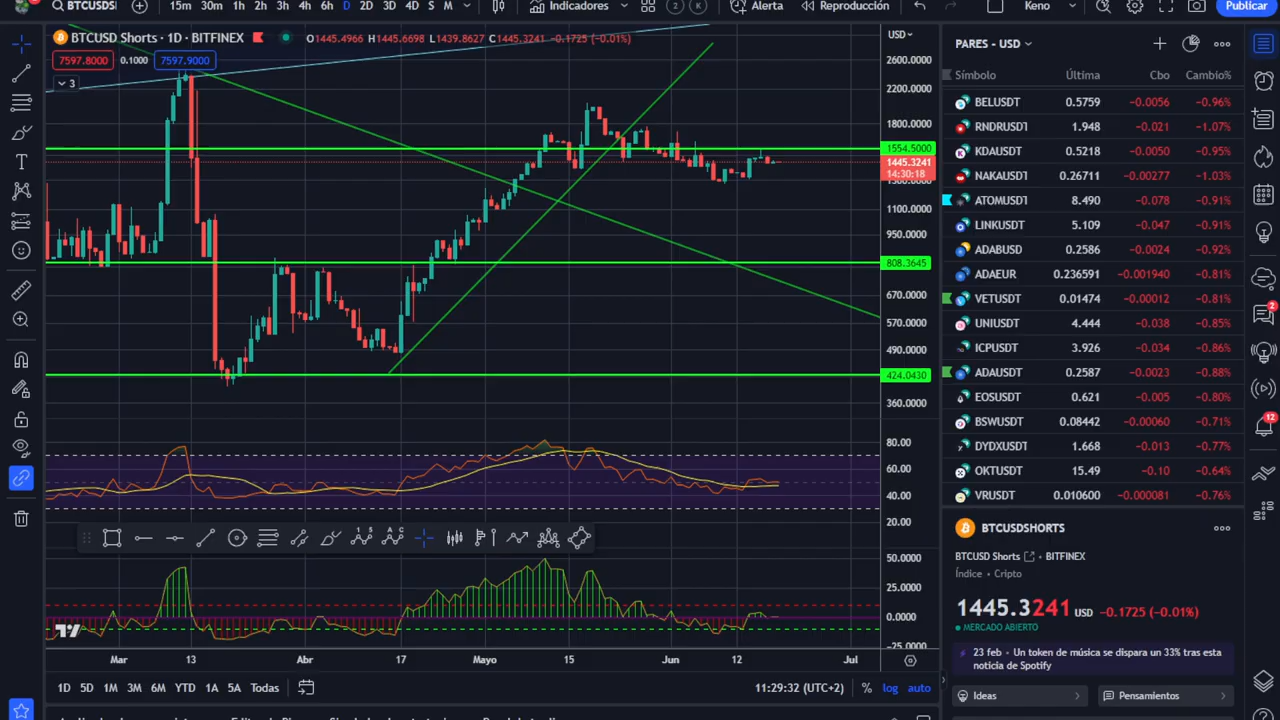 BTCUSDS
15m 30m 1h 2h 3h 4h 6h D 2D 3D 4D S M
Indicadores
2 K
Alerta
Reproducción
Keno
Publicar
BTCUSD Shorts · 1D · BITFINEX
O1445.4966 H1445.6698 L1439.8627 C1445.3241 -0.1725 (-0.01%)
7597.8000 0.1000 7597.9000
3
USD
2600.0000
2200.0000
1800.0000
1554.5000
1445.3241
14:30:18
1100.0000
950.0000
808.3645
670.0000
570.0000
490.0000
424.0430
360.0000
80.00
60.00
40.00
20.00
50.0000
25.0000
0.0000
-25.0000
Mar 13 Abr 17 Mayo 15 Jun 12 Jul
1D 5D 1M 3M 6M YTD 1A 5A Todas
11:29:32 (UTC+2) % log auto
PARES - USD
Símbolo Última Cbo Cambio%
BELUSDT 0.5759 −0.0056 −0.96%
RNDRUSDT 1.948 −0.021 −1.07%
KDAUSDT 0.5218 −0.0050 −0.95%
NAKAUSDT 0.26711 −0.00277 −1.03%
ATOMUSDT 8.490 −0.078 −0.91%
LINKUSDT 5.109 −0.047 −0.91%
ADABUSD 0.2586 −0.0024 −0.92%
ADAEUR 0.236591 −0.001940 −0.81%
VETUSDT 0.01474 −0.00012 −0.81%
UNIUSDT 4.444 −0.038 −0.85%
ICPUSDT 3.926 −0.034 −0.86%
ADAUSDT 0.2587 −0.0023 −0.88%
EOSUSDT 0.621 −0.005 −0.80%
BSWUSDT 0.08442 −0.00060 −0.71%
DYDXUSDT 1.668 −0.013 −0.77%
OKTUSDT 15.49 −0.10 −0.64%
VRUSDT 0.010600 −0.000081 −0.76%
BTCUSDSHORTS
BTCUSD Shorts • BITFINEX
Índice • Cripto
1445.3241 USD −0.1725 (−0.01%)
MERCADO ABIERTO
23 feb · Un token de música se dispara un 33% tras esta
noticia de Spotify
Ideas
Pensamientos
2
12